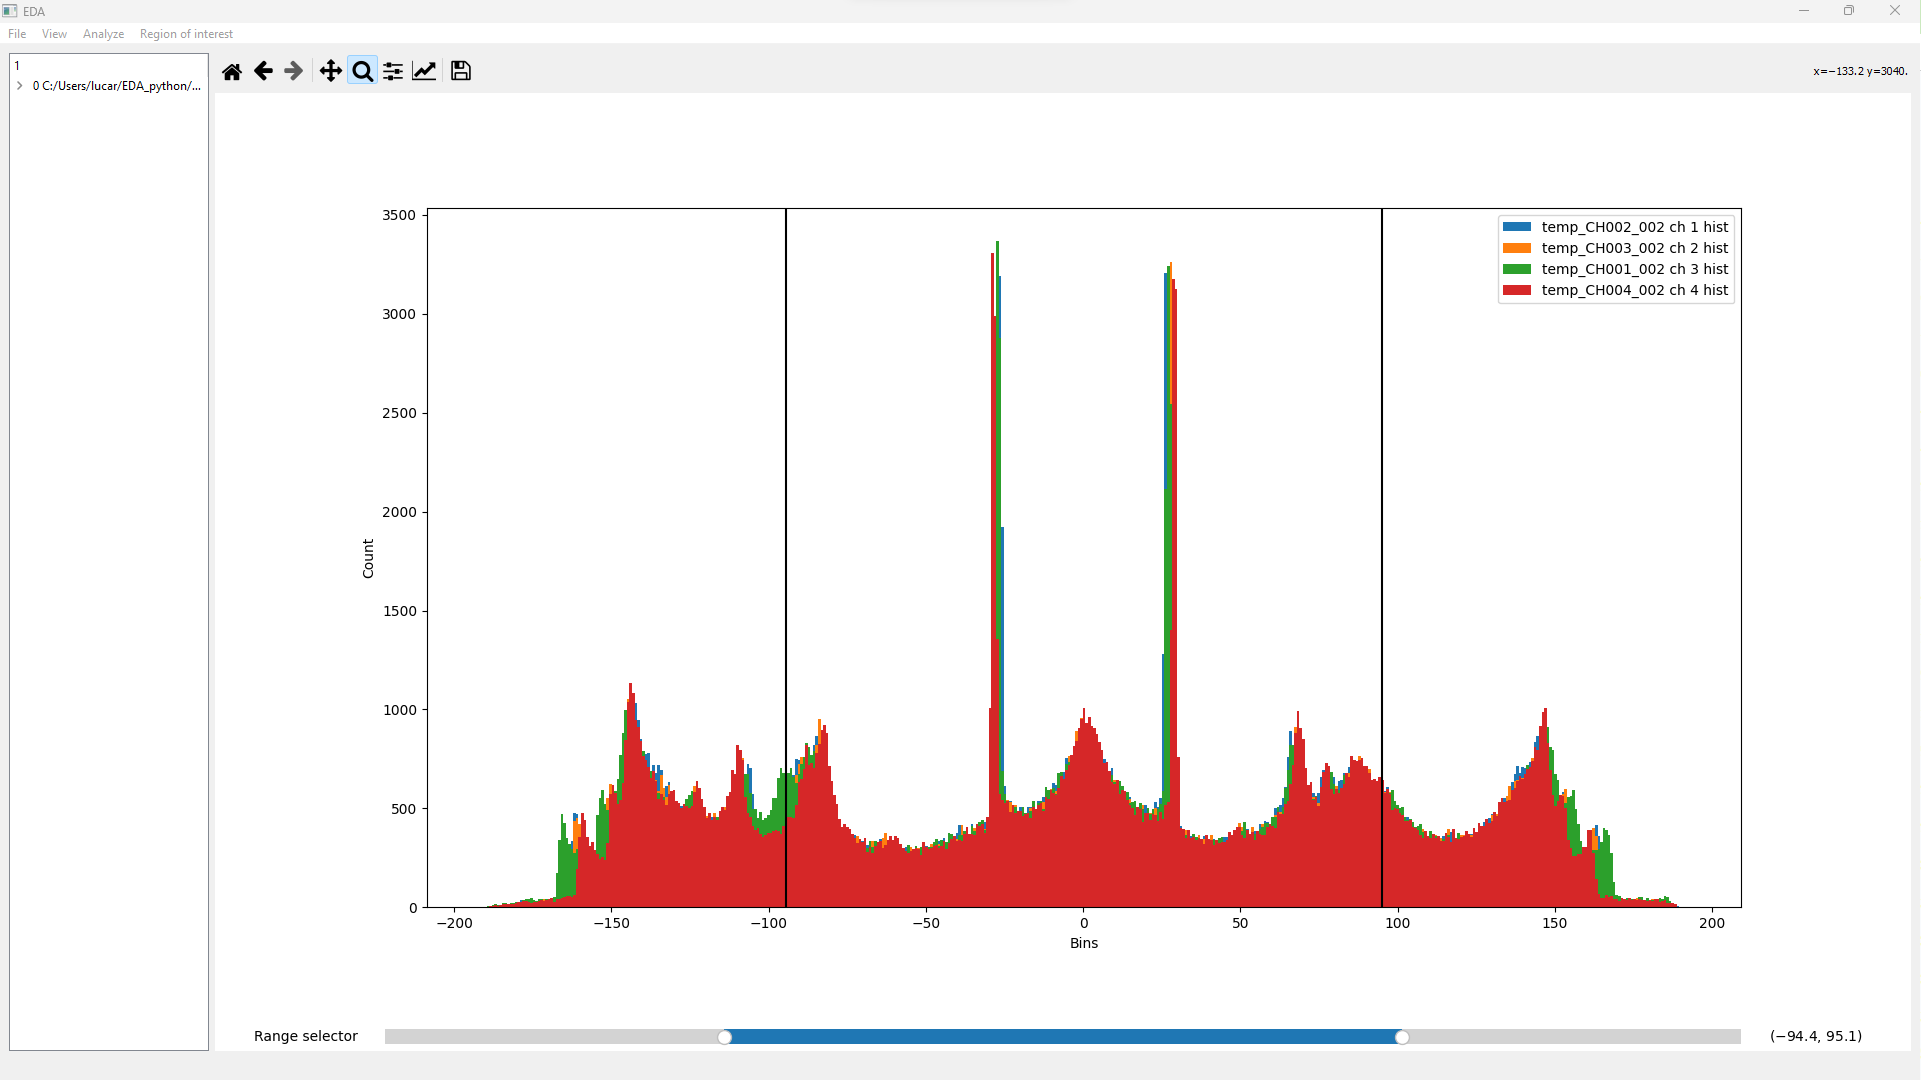 EDA
File View Analyze Region of interest
1
0 C:/Users/lucar/EDA_python/...
x=−133.2 y=3040.
temp_CH002_002 ch 1 hist
temp_CH003_002 ch 2 hist
temp_CH001_002 ch 3 hist
temp_CH004_002 ch 4 hist
3500
3000
2500
2000
1500
1000
500
0
Count
−200 −150 −100 −50 0 50 100 150 200
Bins
Range selector (−94.4, 95.1)